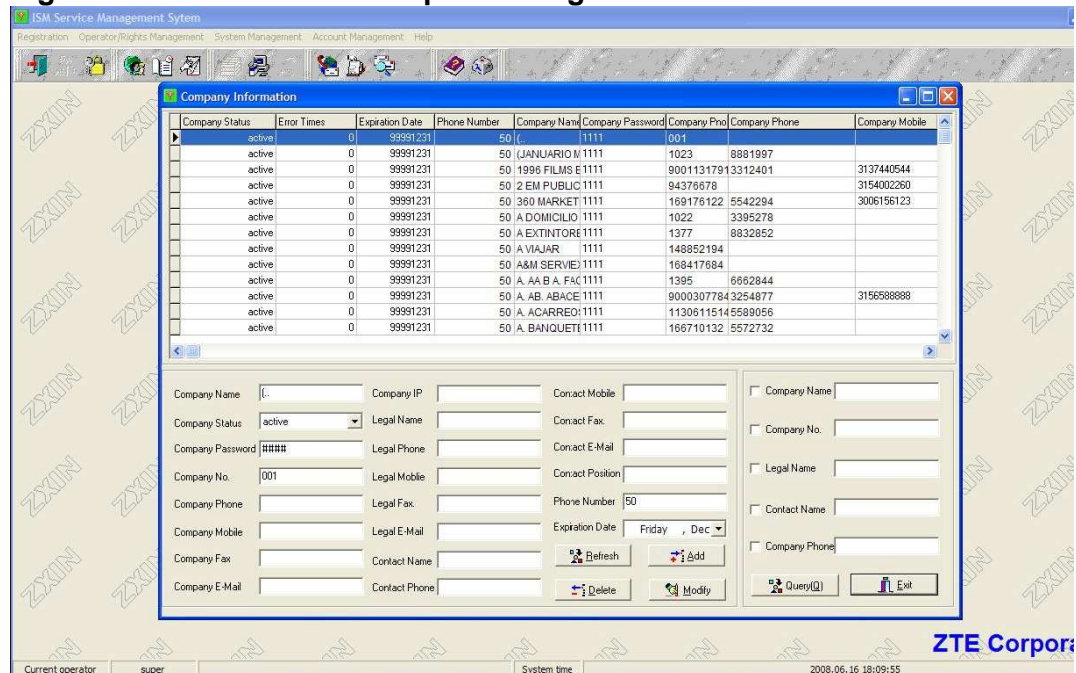 ISM Service Management Sytem
Registration Operator/Rights Management System Management Account Management Help
Company Information
Company Status Error Times Expiration Date Phone Number Company Name Company Password Company Pno Company Phone Company Mobile
active 0 99991231 50 (.. 1111 001
active 0 99991231 50 (JANUARIO M 1111 1023 8881997
active 0 99991231 50 1996 FILMS E 1111 9001131791 3312401 3137440544
active 0 99991231 50 2 EM PUBLIC 1111 94376678 3154002260
active 0 99991231 50 360 MARKET 1111 169176122 5542294 3006156123
active 0 99991231 50 A DOMICILIO 1111 1022 3395278
active 0 99991231 50 A EXTINTORE 1111 1377 8832852
active 0 99991231 50 A VIAJAR 1111 148852194
active 0 99991231 50 A&M SERVIE 1111 168417684
active 0 99991231 50 A. AA B A. FAC 1111 1395 6662844
active 0 99991231 50 A. AB. ABACE 1111 9000307784 3254877 3156588888
active 0 99991231 50 A. ACARREO 1111 1130611514 5589056
active 0 99991231 50 A. BANQUETE 1111 166710132 5572732
Company Name (.. Company IP Contact Mobile Company Name
Company Status active Legal Name Contact Fax. Company No.
Company Password #### Legal Phone Contact E-Mail
Company No. 001 Legal Moblie Contact Position Legal Name
Company Phone Legal Fax. Phone Number 50 Contact Name
Company Mobile Legal E-Mail Expiration Date Friday , Dec
Company Fax Contact Name Refresh Add Company Phone
Company E-Mail Contact Phone Delete Modify Query(Q) Exit
ZXIN
ZTE Corpora
Current operator super System time 2008.06.16 18:09:55